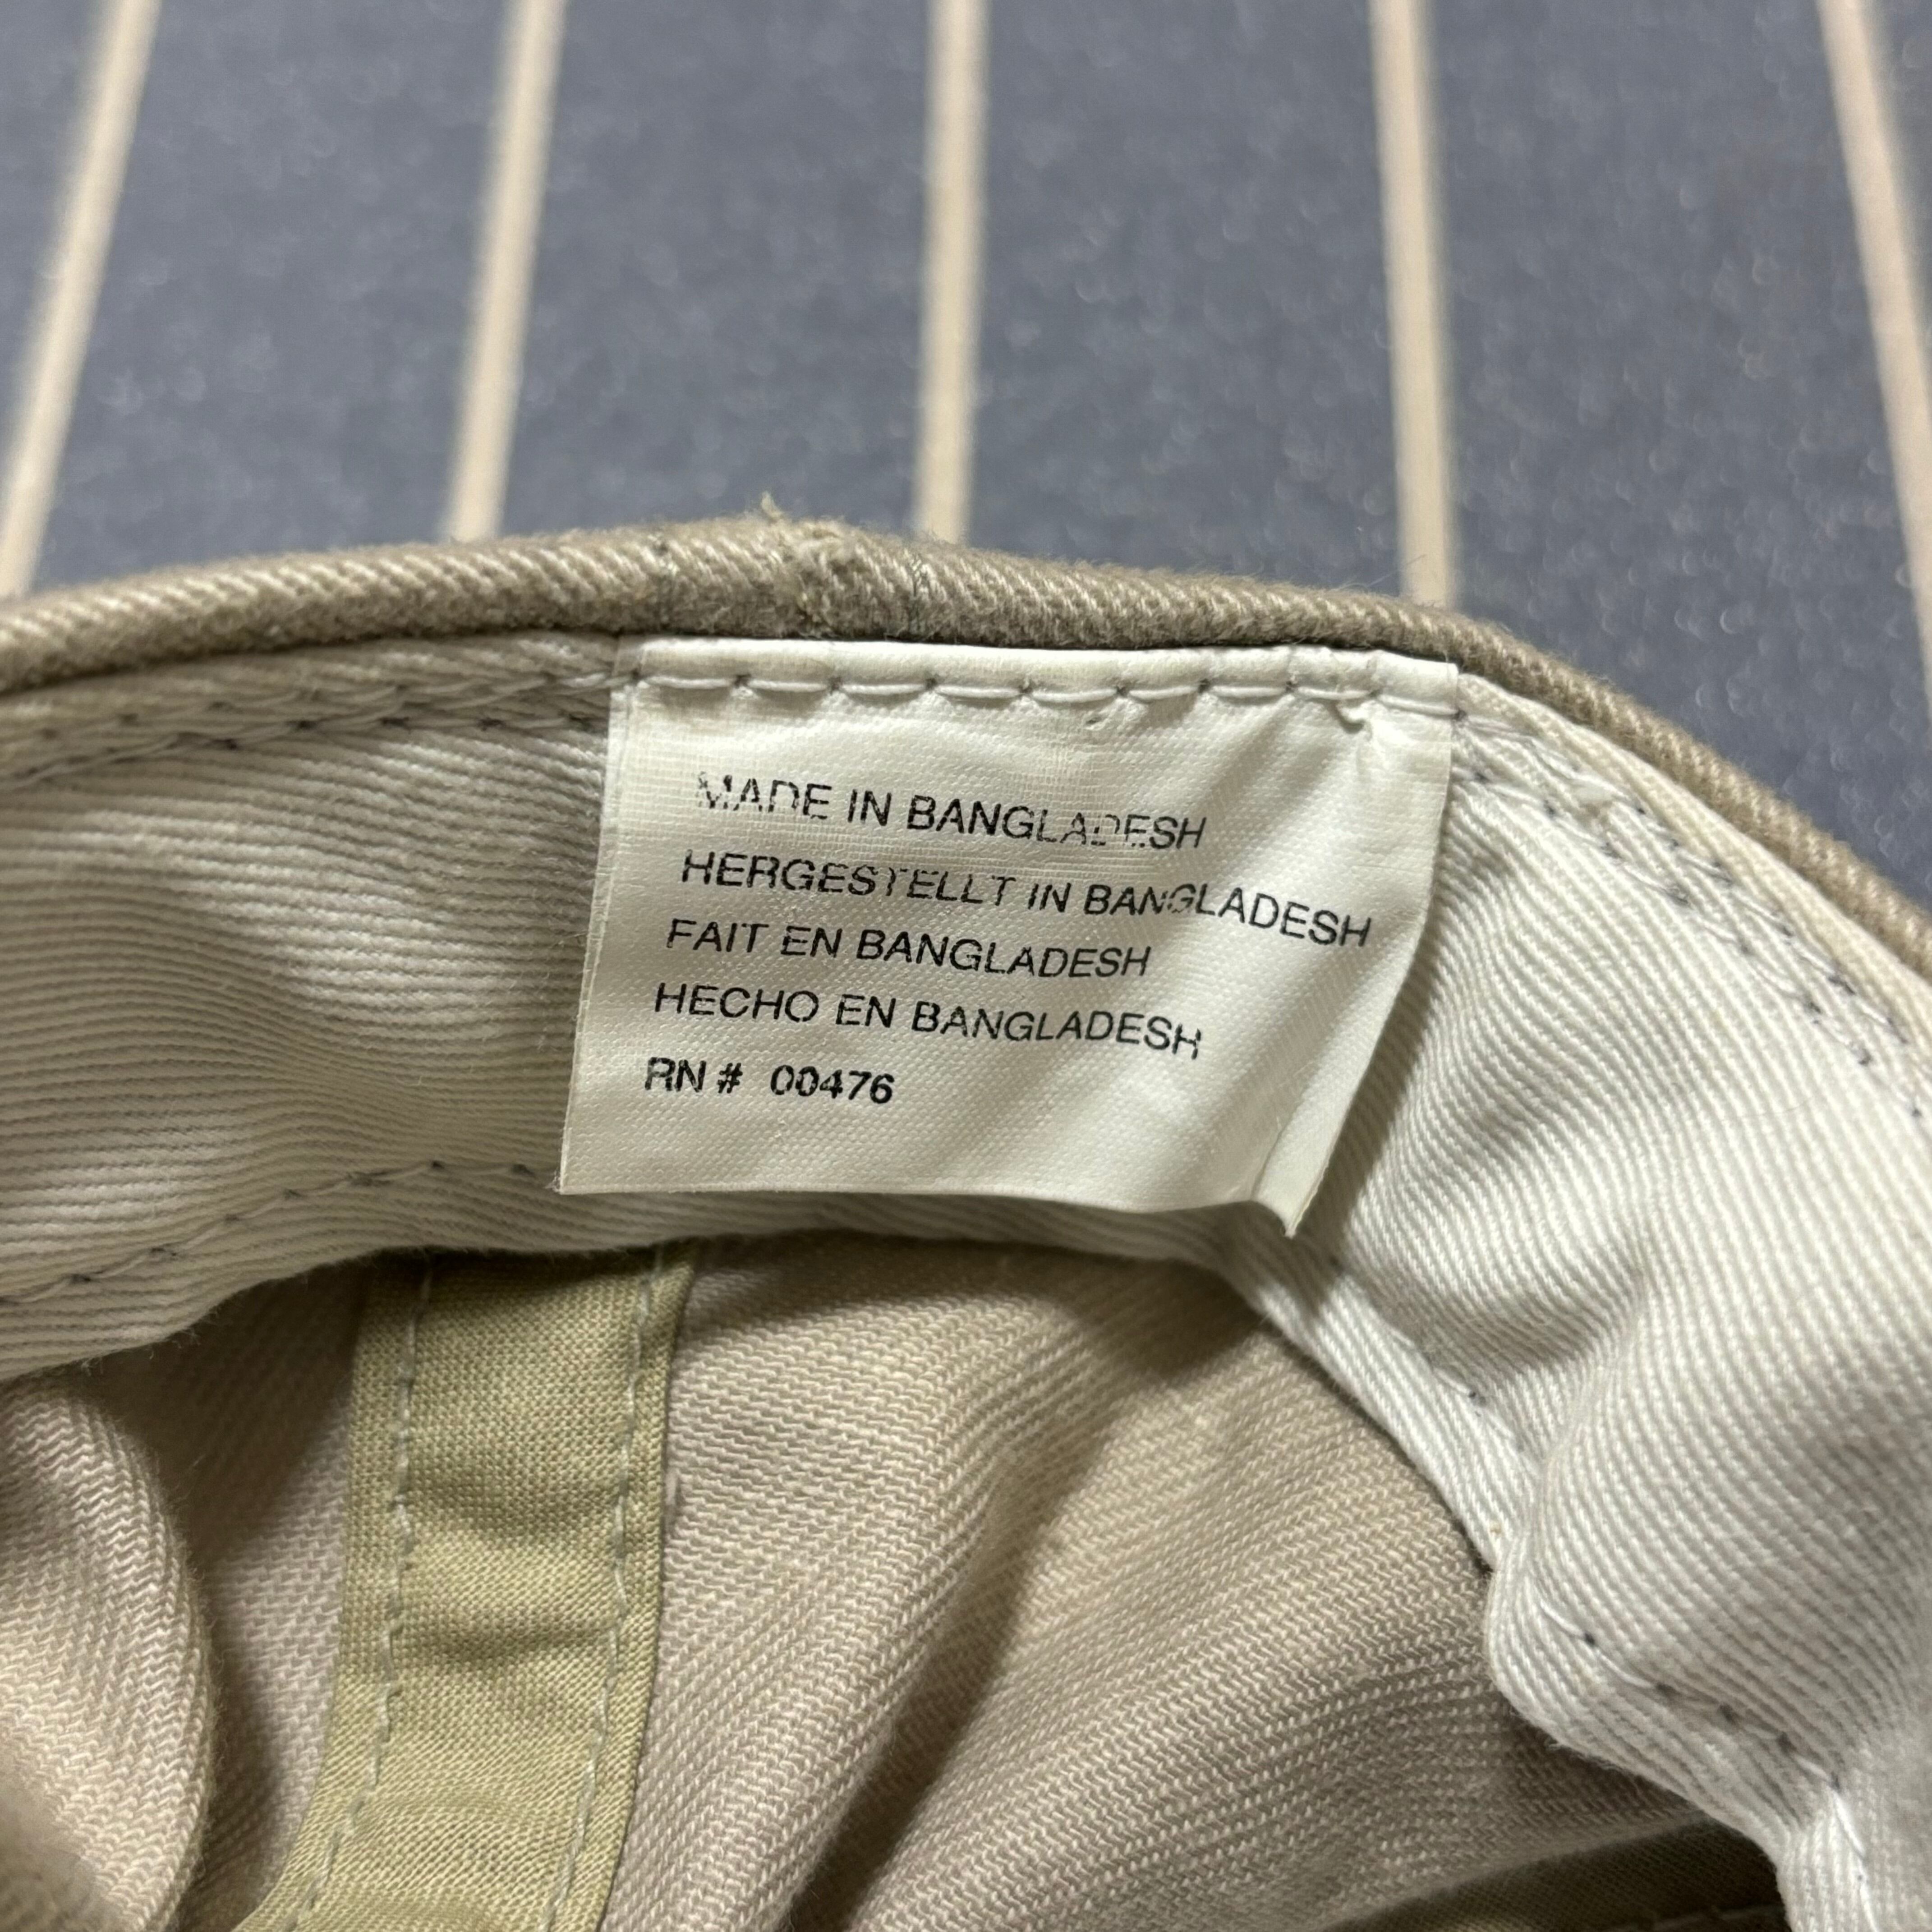 MADE IN BANGLADESH
HERGESTELLT IN BANGLADESH
FAIT EN BANGLADESH
HECHO EN BANGLADESH
RN # 00476